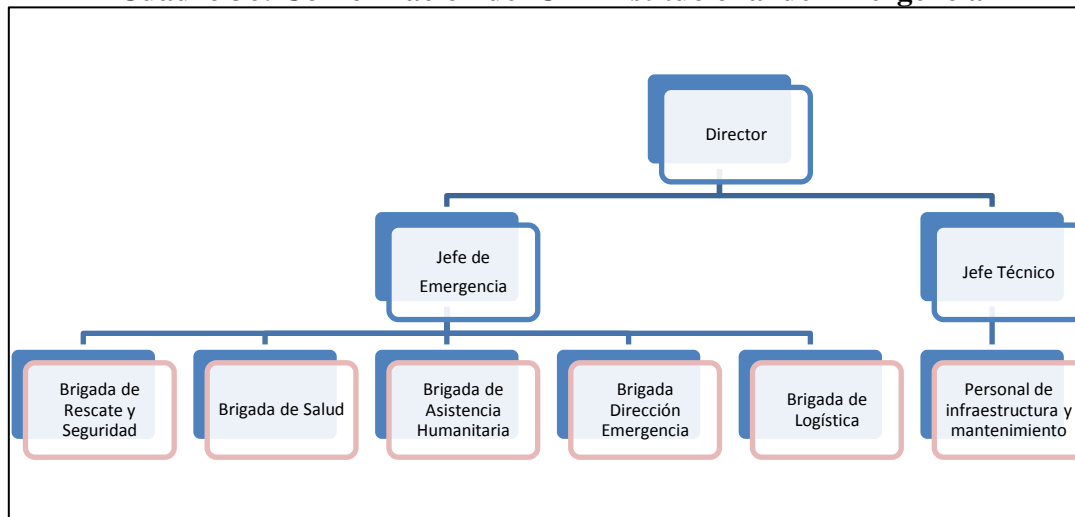 Director
Jefe de
Emergencia
Jefe Técnico
Brigada de
Rescate y
Seguridad
Brigada de Salud
Brigada de
Asistencia
Humanitaria
Brigada
Dirección
Emergencia
Brigada de
Logística
Personal de
infraestructura y
mantenimiento